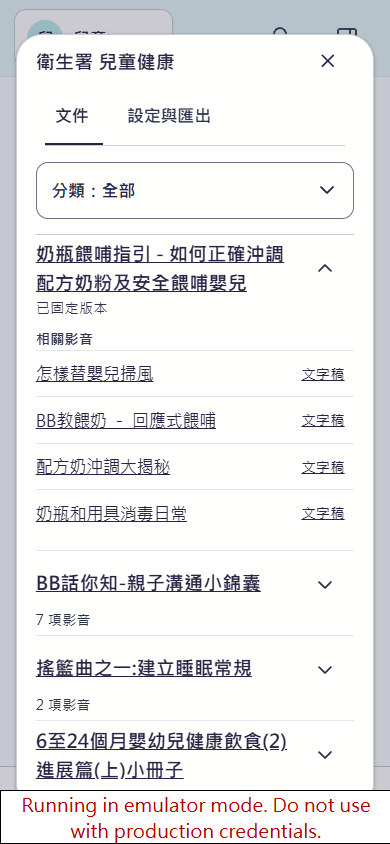 衛生署 兒童健康
文件
設定與匯出
分類：全部
奶瓶餵哺指引 - 如何正確沖調
配方奶粉及安全餵哺嬰兒
已固定版本
相關影音
怎樣替嬰兒掃風
文字稿
BB教餵奶 - 回應式餵哺
文字稿
配方奶沖調大揭秘
文字稿
奶瓶和用具消毒日常
文字稿
BB話你知-親子溝通小錦囊
7 項影音
搖籃曲之一:建立睡眠常規
2 項影音
6至24個月嬰幼兒健康飲食(2)
進展篇(上)小冊子
Running in emulator mode. Do not use
with production credentials.